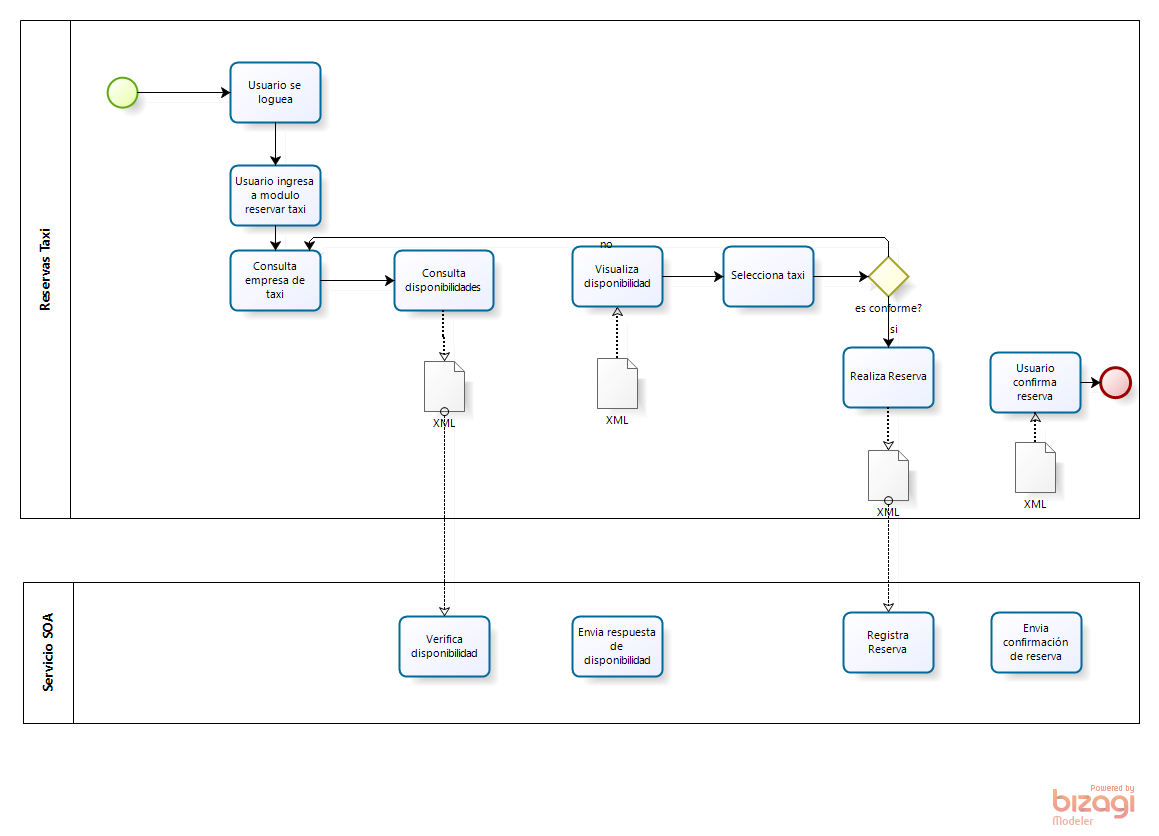 Reservas Taxi
Usuario se
loguea
Usuario ingresa
a modulo
reservar taxi
Consulta
empresa de
taxi
Consulta
disponibilidades
no
Visualiza
disponibilidad
Selecciona taxi
es conforme?
si
Realiza Reserva
Usuario
confirma
reserva
XML
XML
XML
XML
Servicio SOA
Verifica
disponibilidad
Envia respuesta
de
disponibilidad
Registra
Reserva
Envia
confirmación
de reserva
Powered by
bizagi
Modeler